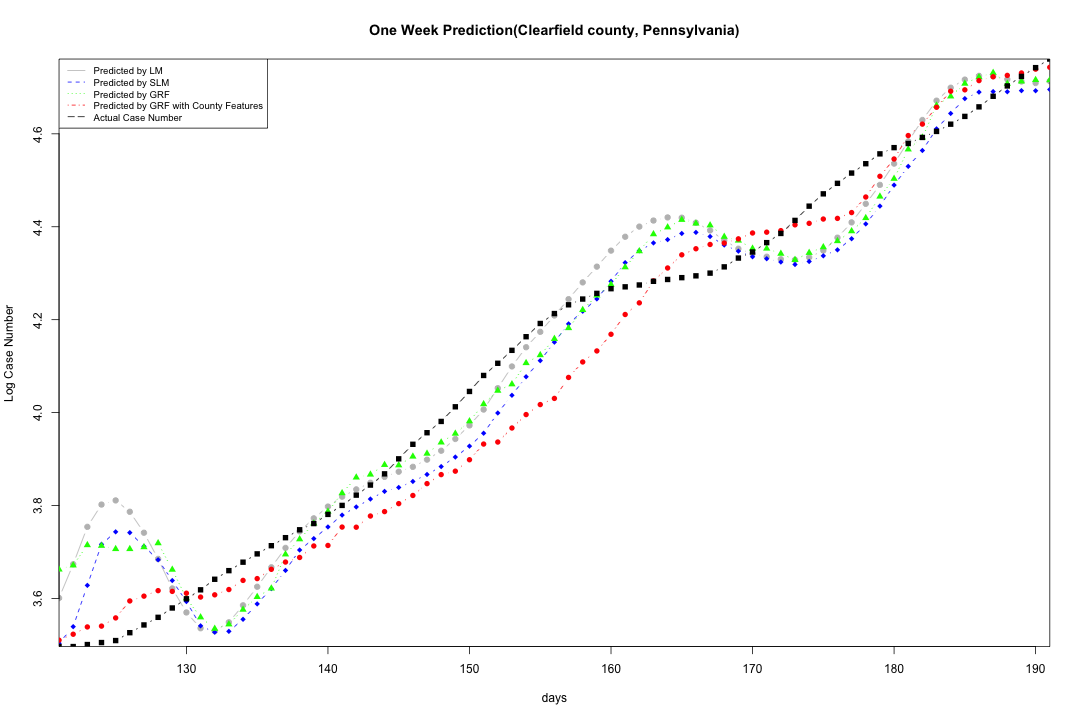 One Week Prediction(Clearfield county, Pennsylvania)
Predicted by LM
Predicted by SLM
Predicted by GRF
Predicted by GRF with County Features
Actual Case Number
Log Case Number
4.6
4.4
4.2
4.0
3.8
3.6
130 140 150 160 170 180 190
days